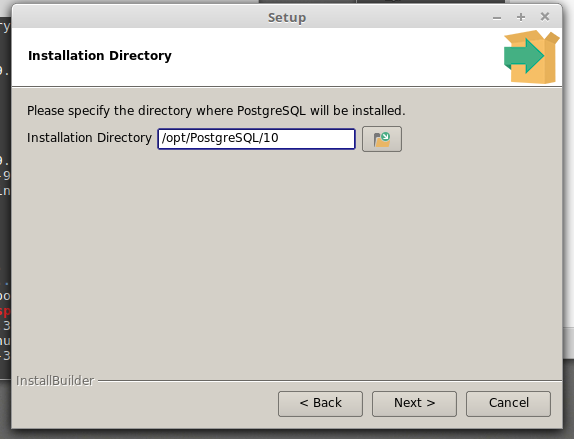 Setup
Installation Directory
Please specify the directory where PostgreSQL will be installed.
Installation Directory /opt/PostgreSQL/10
InstallBuilder
< Back Next > Cancel